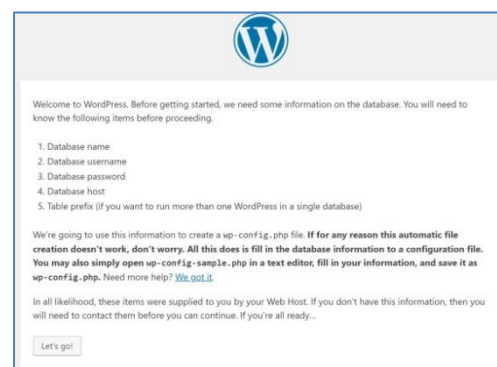 Welcome to WordPress. Before getting started, we need some information on the database. You will need to
know the following items before proceeding.
1. Database name
2. Database username
3. Database password
4. Database host
5. Table prefix (if you want to run more than one WordPress in a single database)
We're going to use this information to create a wp-config.php file. If for any reason this automatic file
creation doesn't work, don't worry. All this does is fill in the database information to a configuration file.
You may also simply open wp-config-sample.php in a text editor, fill in your information, and save it as
wp-config.php. Need more help? We got it.
In all likelihood, these items were supplied to you by your Web Host. If you don't have this information, then you
will need to contact them before you can continue. If you're all ready...
Let's go!